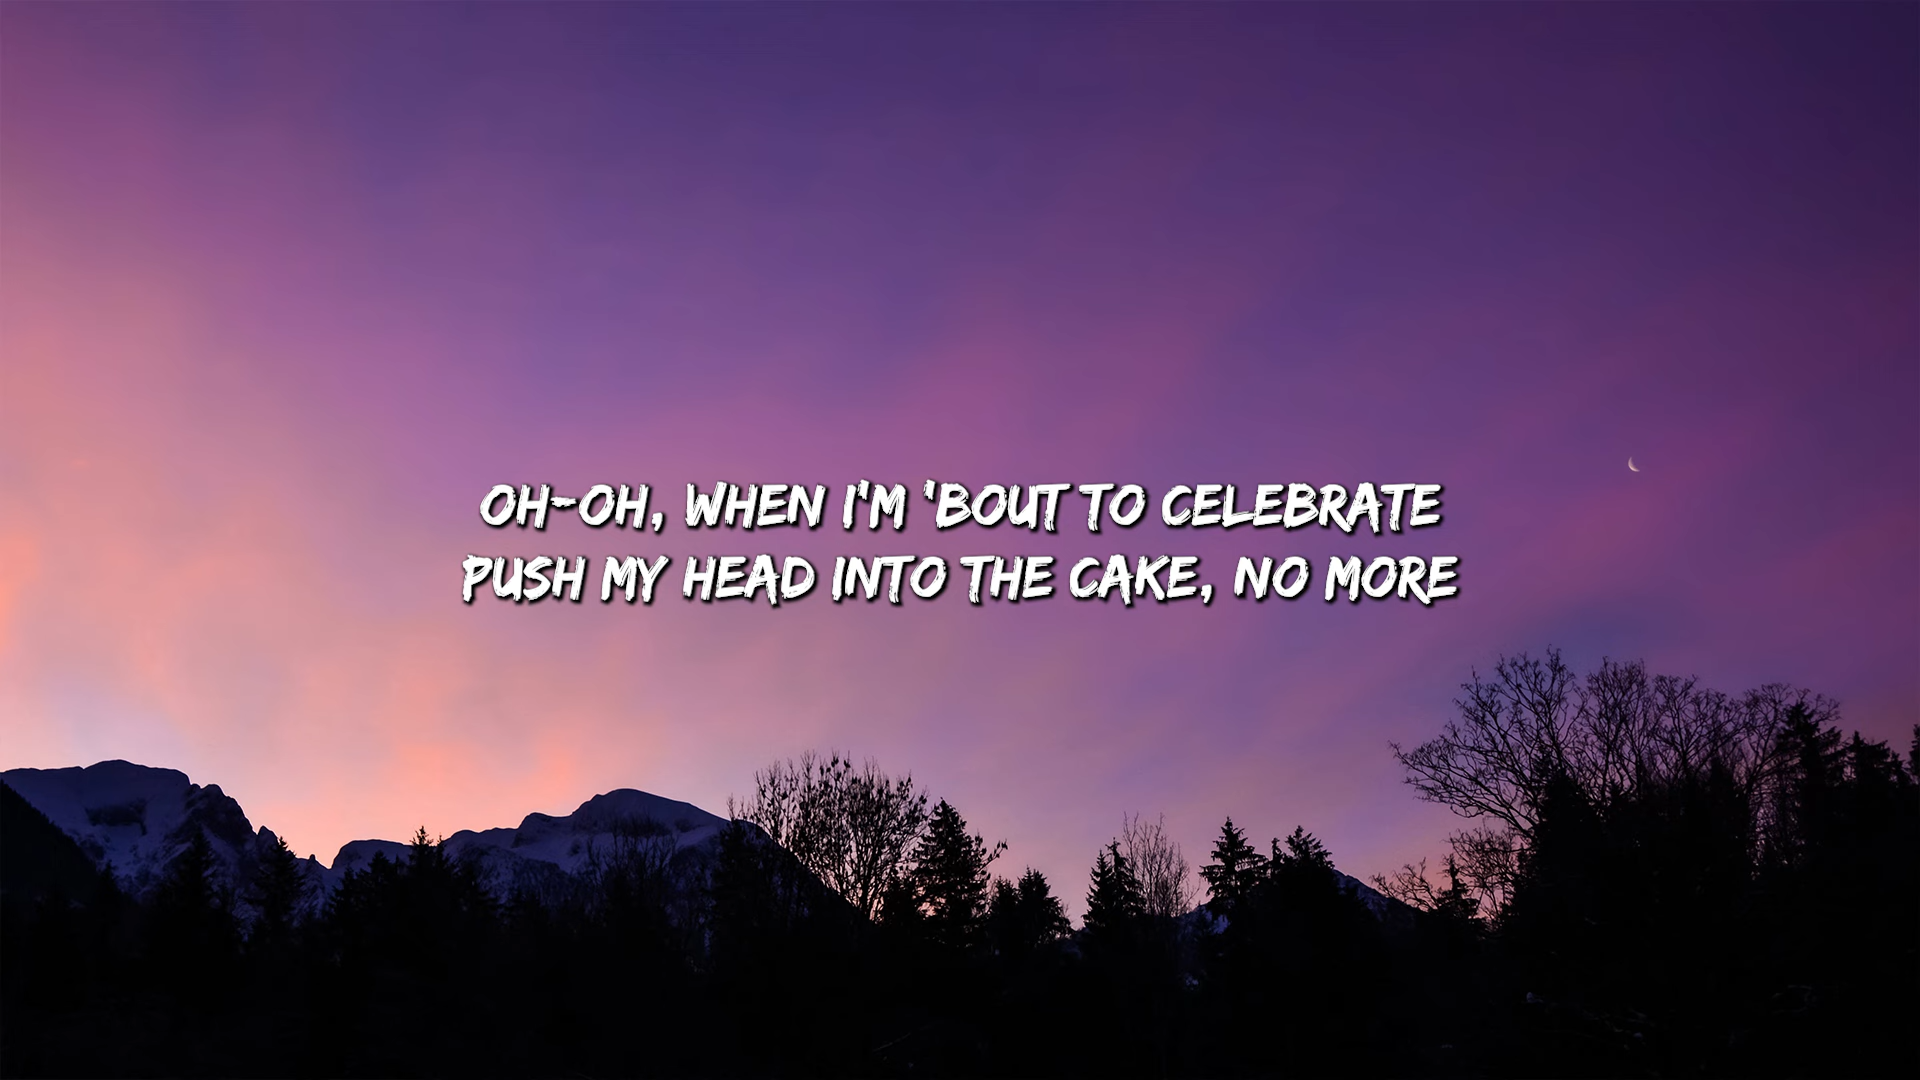 OH-OH, WHEN I'M 'BOUT TO CELEBRATE
PUSH MY HEAD INTO THE CAKE, NO MORE